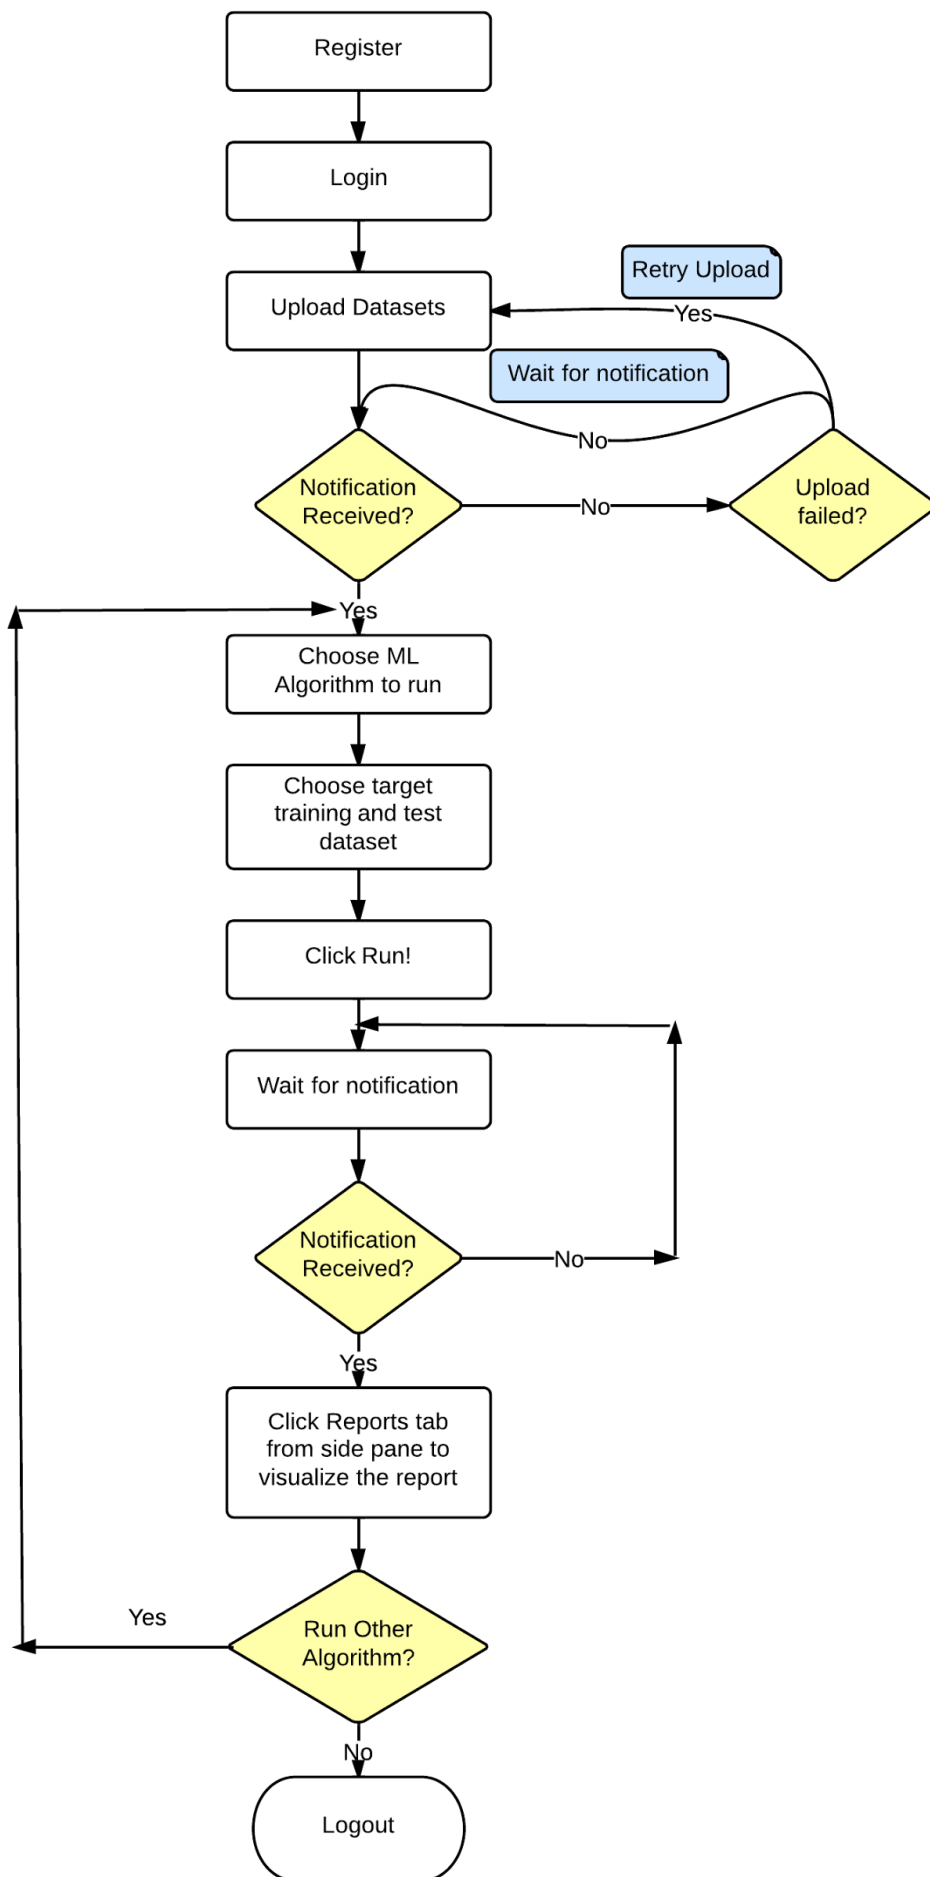 Register
Login
Retry Upload
Upload Datasets
Yes
Wait for notification
No
Notification
Received?
No
Upload
failed?
Yes
Choose ML
Algorithm to run
Choose target
training and test
dataset
Click Run!
Wait for notification
Notification
Received?
No
Yes
Click Reports tab
from side pane to
visualize the report
Yes
Run Other
Algorithm?
No
Logout